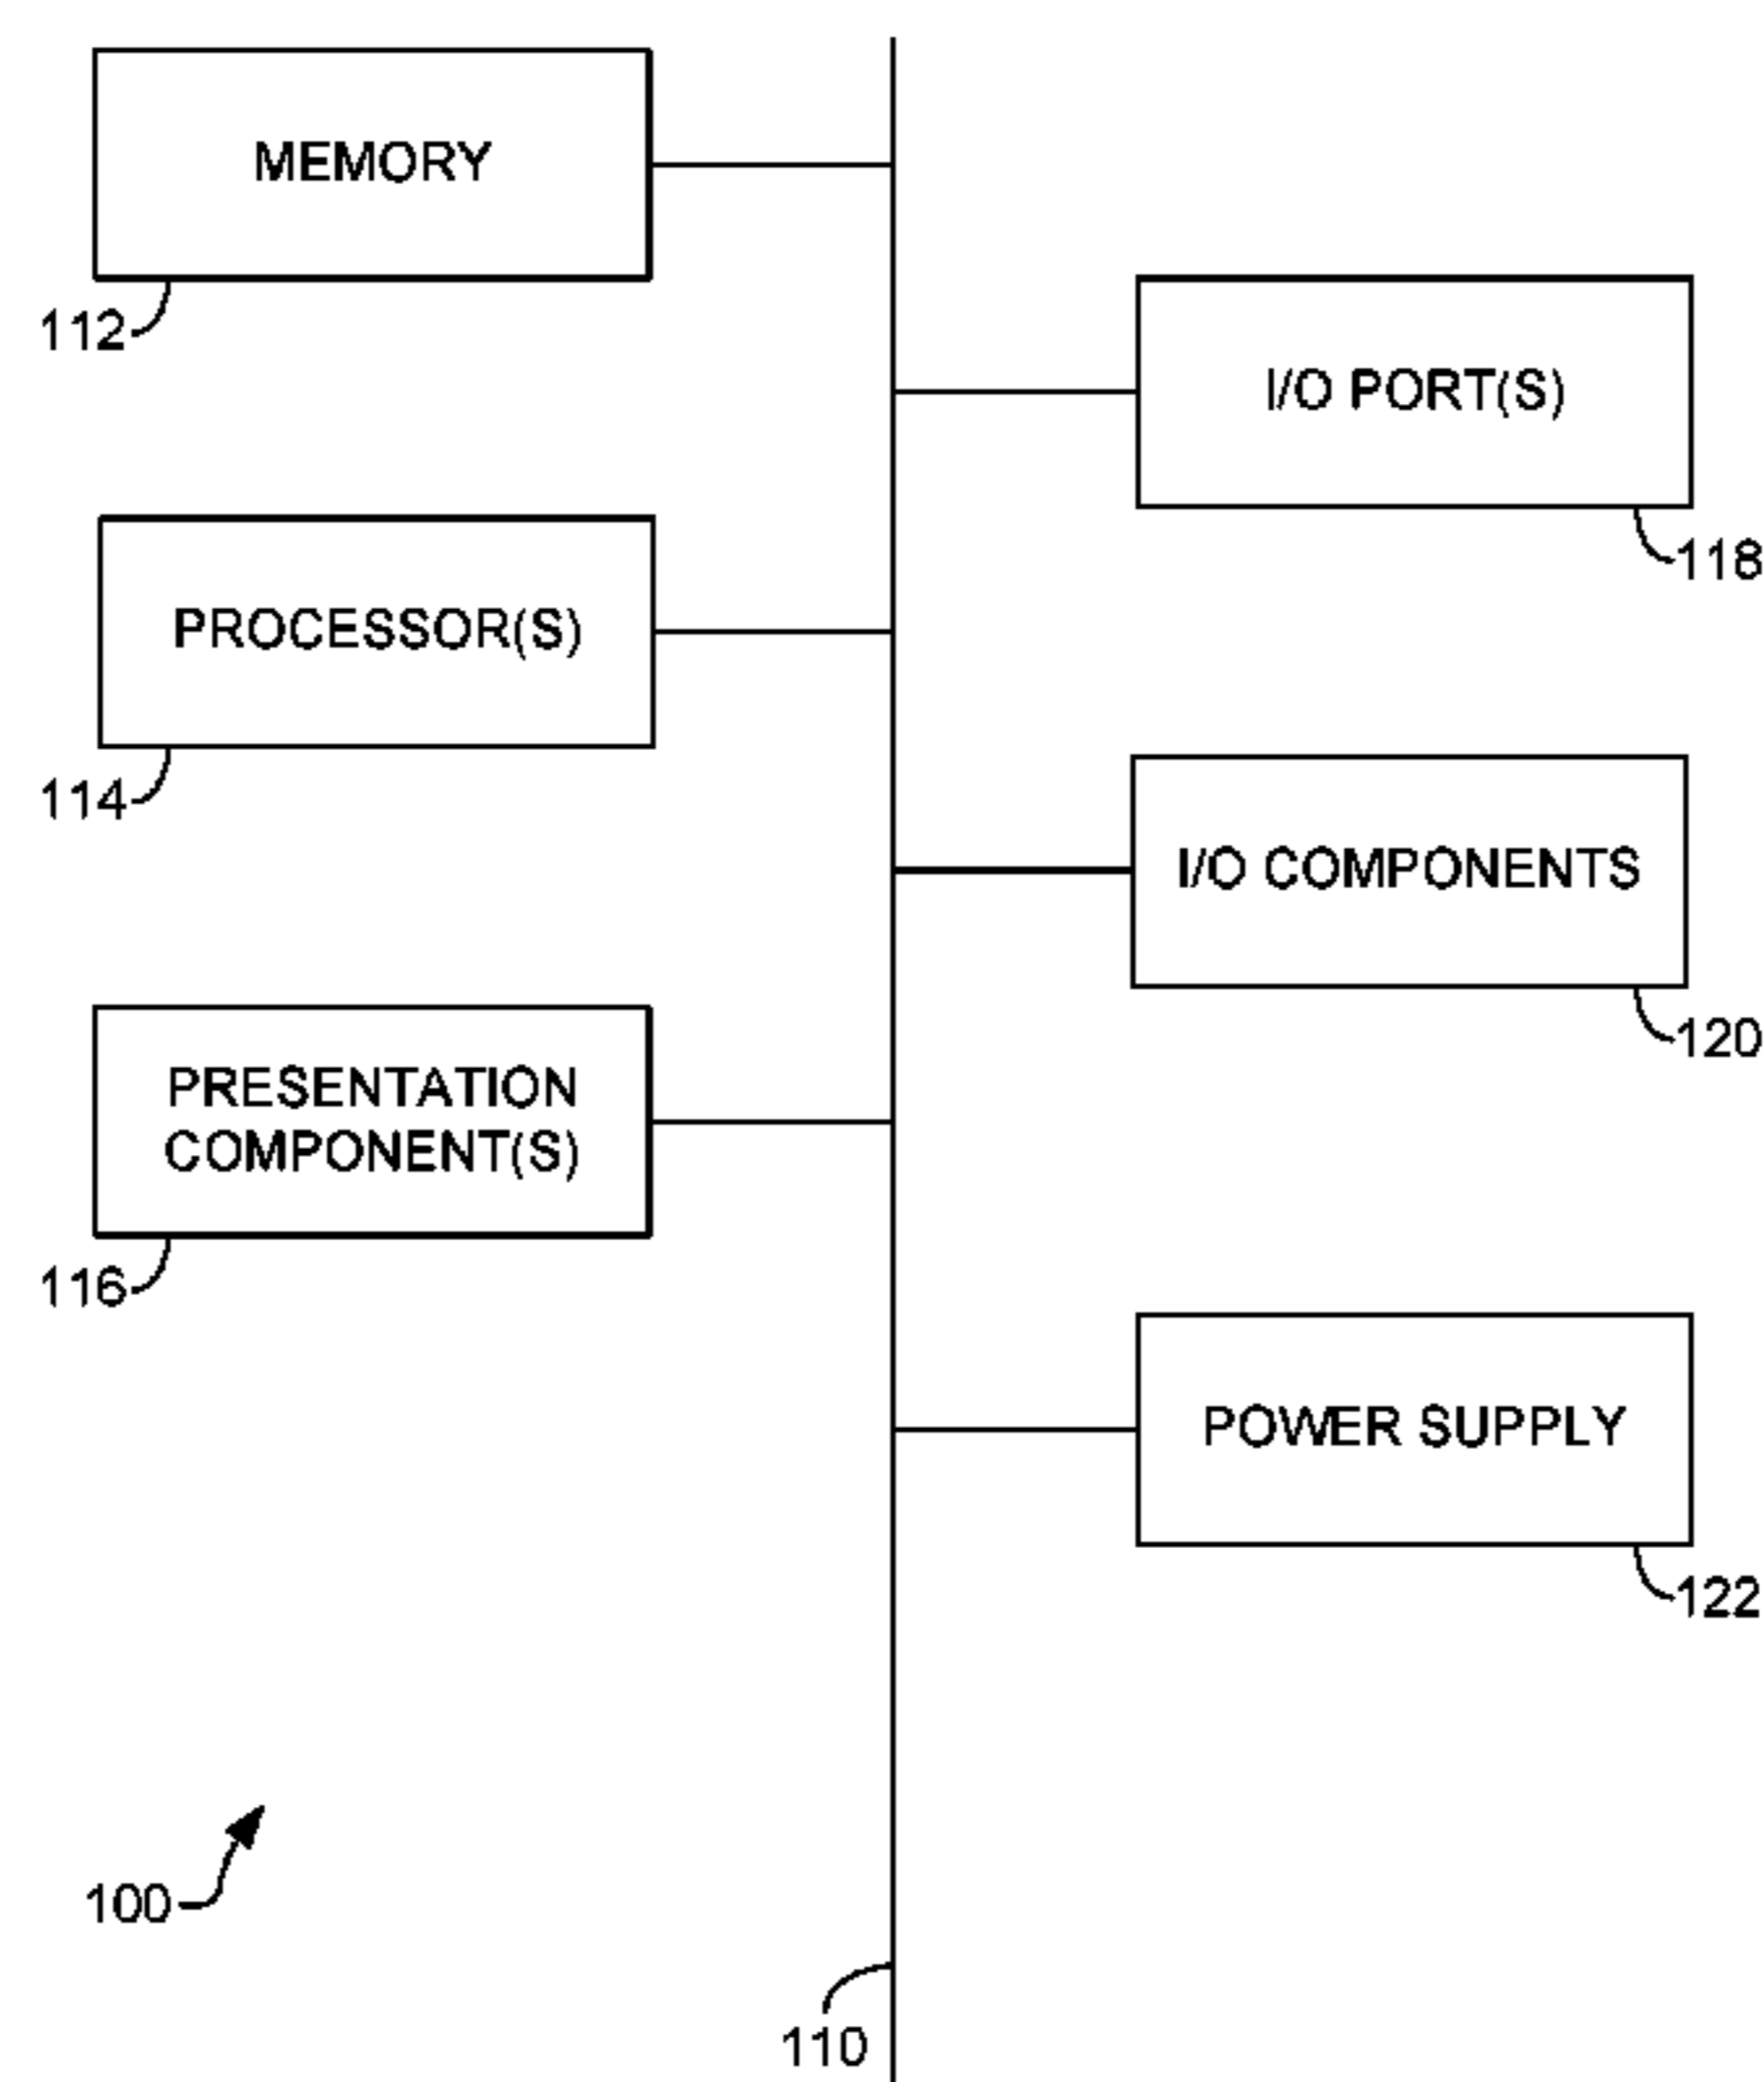 MEMORY
112
I/O PORT(S)
118
PROCESSOR(S)
114
I/O COMPONENTS
120
PRESENTATION
COMPONENT(S)
116
POWER SUPPLY
122
100
110